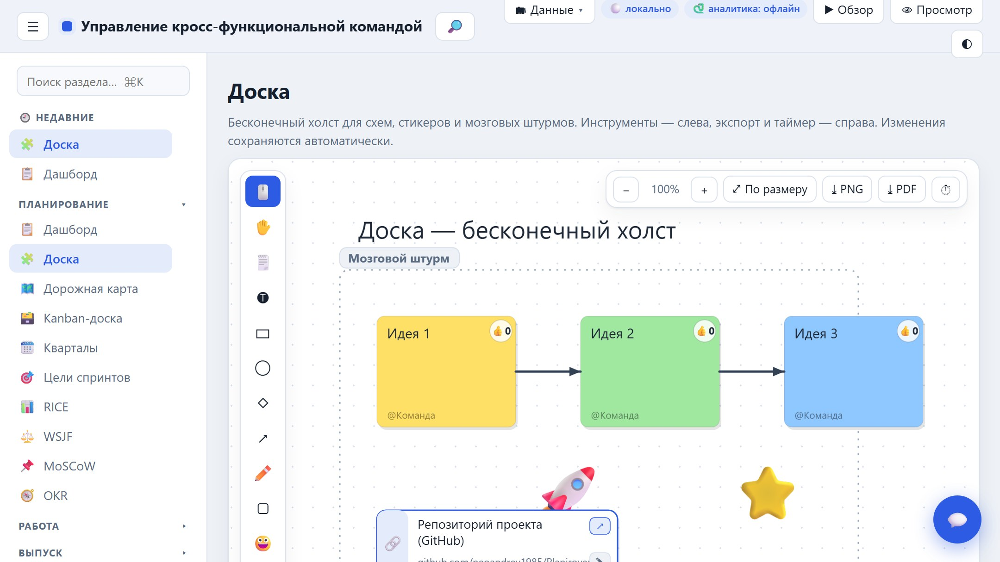 Управление кросс-функциональной командой
Данные
локально
аналитика: офлайн
Обзор
Просмотр
Поиск раздела... ⌘K
НЕДАВНИЕ
Доска
Дашборд
ПЛАНИРОВАНИЕ
Дашборд
Доска
Дорожная карта
Kanban-доска
Кварталы
Цели спринтов
RICE
WSJF
MoSCoW
OKR
РАБОТА
ВЫПУСК
Доска
Бесконечный холст для схем, стикеров и мозговых штурмов. Инструменты — слева, экспорт и таймер — справа. Изменения
сохраняются автоматически.
− 100% + По размеру PNG PDF
Доска — бесконечный холст
Мозговой штурм
Идея 1 0
@Команда
Идея 2 0
@Команда
Идея 3 0
@Команда
Репозиторий проекта
(GitHub)